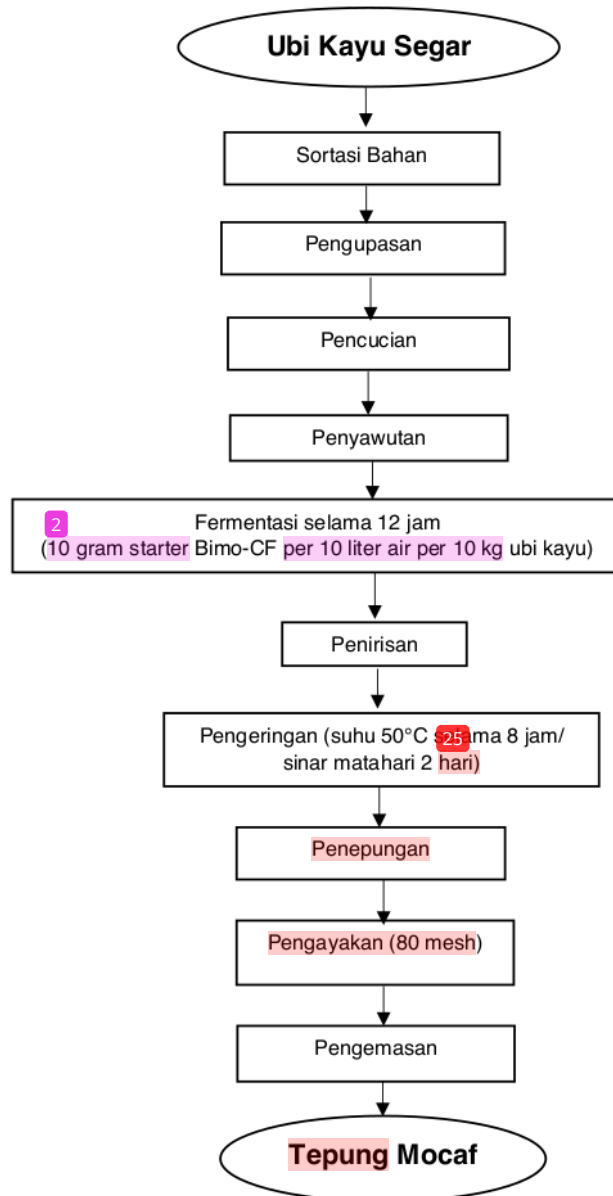 Ubi Kayu Segar
Sortasi Bahan
Pengupasan
Pencucian
Penyawutan
2
Fermentasi selama 12 jam
(10 gram starter Bimo-CF per 10 liter air per 10 kg ubi kayu)
Penirisan
Pengeringan (suhu 50°C selama 8 jam/
25
sinar matahari 2 hari)
Penepungan
Pengayakan (80 mesh)
Pengemasan
Tepung Mocaf